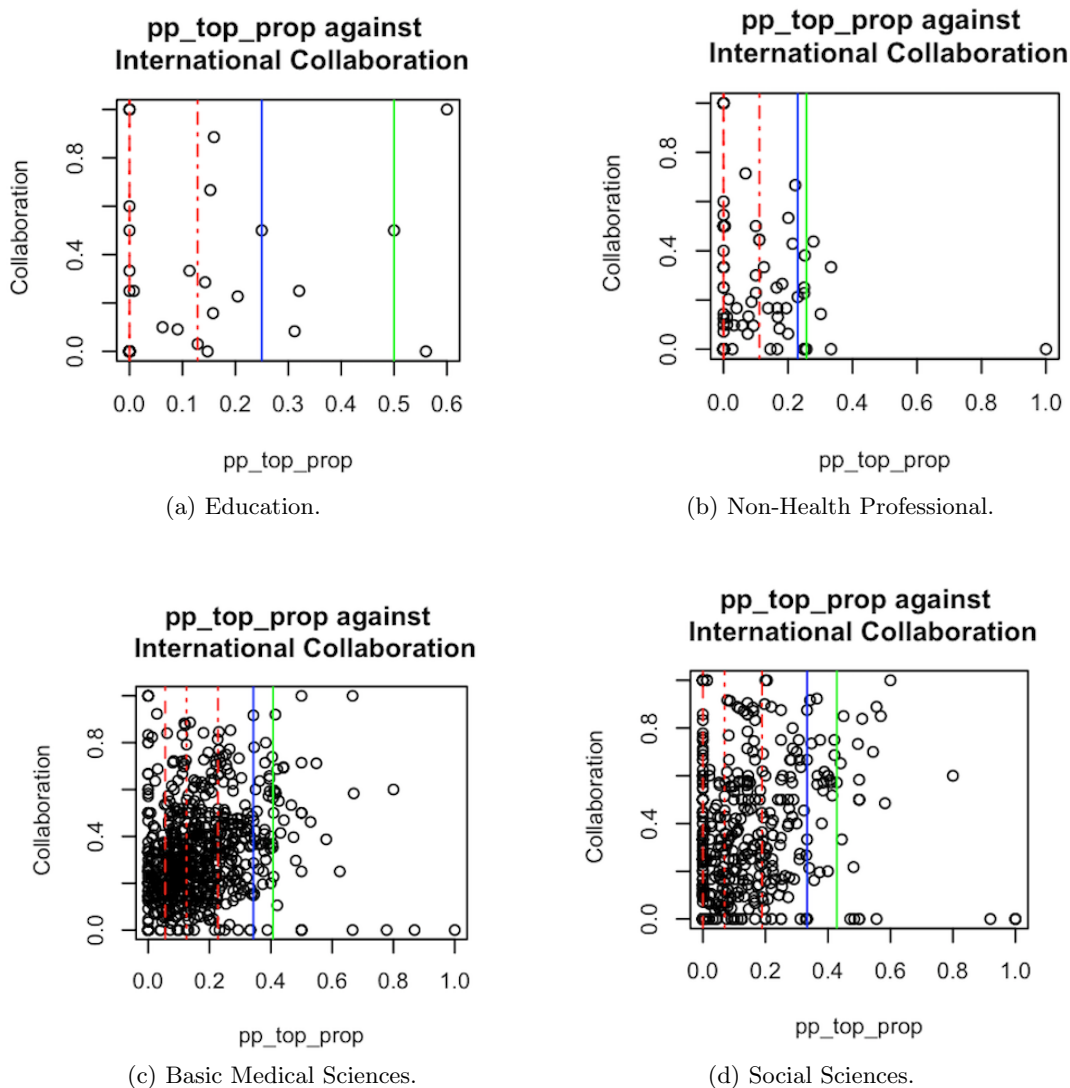 pp_top_prop against
International Collaboration
Collaboration
0.8
0.4
0.0
0.0 0.1 0.2 0.3 0.4 0.5 0.6
pp_top_prop
(a) Education.
pp_top_prop against
International Collaboration
Collaboration
0.8
0.4
0.0
0.0 0.2 0.4 0.6 0.8 1.0
pp_top_prop
(b) Non-Health Professional.
pp_top_prop against
International Collaboration
Collaboration
0.8
0.4
0.0
0.0 0.2 0.4 0.6 0.8 1.0
pp_top_prop
(c) Basic Medical Sciences.
pp_top_prop against
International Collaboration
Collaboration
0.8
0.4
0.0
0.0 0.2 0.4 0.6 0.8 1.0
pp_top_prop
(d) Social Sciences.